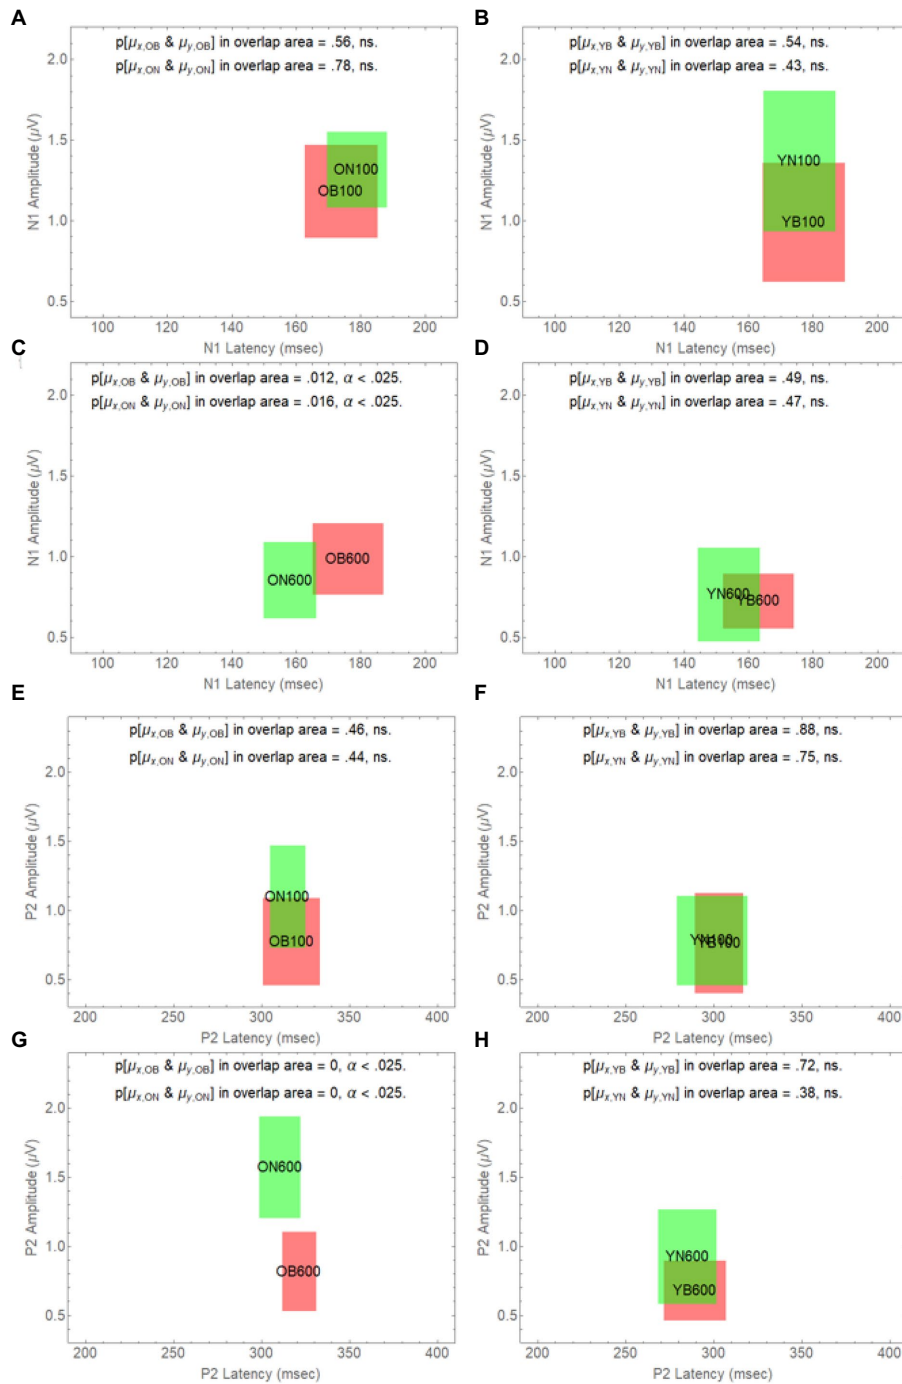 A
p[μx,OB & μy,OB] in overlap area = .56, ns.
p[μx,ON & μy,ON] in overlap area = .78, ns.
2.0
1.5
1.0
0.5
N1 Amplitude (μV)
ON100
OB100
100 120 140 160 180 200
N1 Latency (msec)
B
p[μx,YB & μy,YB] in overlap area = .54, ns.
p[μx,YN & μy,YN] in overlap area = .43, ns.
2.0
1.5
1.0
0.5
N1 Amplitude (μV)
YN100
YB100
100 120 140 160 180 200
N1 Latency (msec)
C
p[μx,OB & μy,OB] in overlap area = .012, α < .025.
p[μx,ON & μy,ON] in overlap area = .016, α < .025.
2.0
1.5
1.0
0.5
N1 Amplitude (μV)
OB600
ON600
100 120 140 160 180 200
N1 Latency (msec)
D
p[μx,YB & μy,YB] in overlap area = .49, ns.
p[μx,YN & μy,YN] in overlap area = .47, ns.
2.0
1.5
1.0
0.5
N1 Amplitude (μV)
YN600
YB600
100 120 140 160 180 200
N1 Latency (msec)
E
p[μx,OB & μy,OB] in overlap area = .46, ns.
p[μx,ON & μy,ON] in overlap area = .44, ns.
2.0
1.5
1.0
0.5
P2 Amplitude (μV)
ON100
OB100
200 250 300 350 400
P2 Latency (msec)
F
p[μx,YB & μy,YB] in overlap area = .88, ns.
p[μx,YN & μy,YN] in overlap area = .75, ns.
2.0
1.5
1.0
0.5
P2 Amplitude (μV)
YN100
YB100
200 250 300 350 400
P2 Latency (msec)
G
p[μx,OB & μy,OB] in overlap area = 0, α < .025.
p[μx,ON & μy,ON] in overlap area = 0, α < .025.
2.0
1.5
1.0
0.5
P2 Amplitude (μV)
ON600
OB600
200 250 300 350 400
P2 Latency (msec)
H
p[μx,YB & μy,YB] in overlap area = .72, ns.
p[μx,YN & μy,YN] in overlap area = .38, ns.
2.0
1.5
1.0
0.5
P2 Amplitude (μV)
YN600
YB600
200 250 300 350 400
P2 Latency (msec)